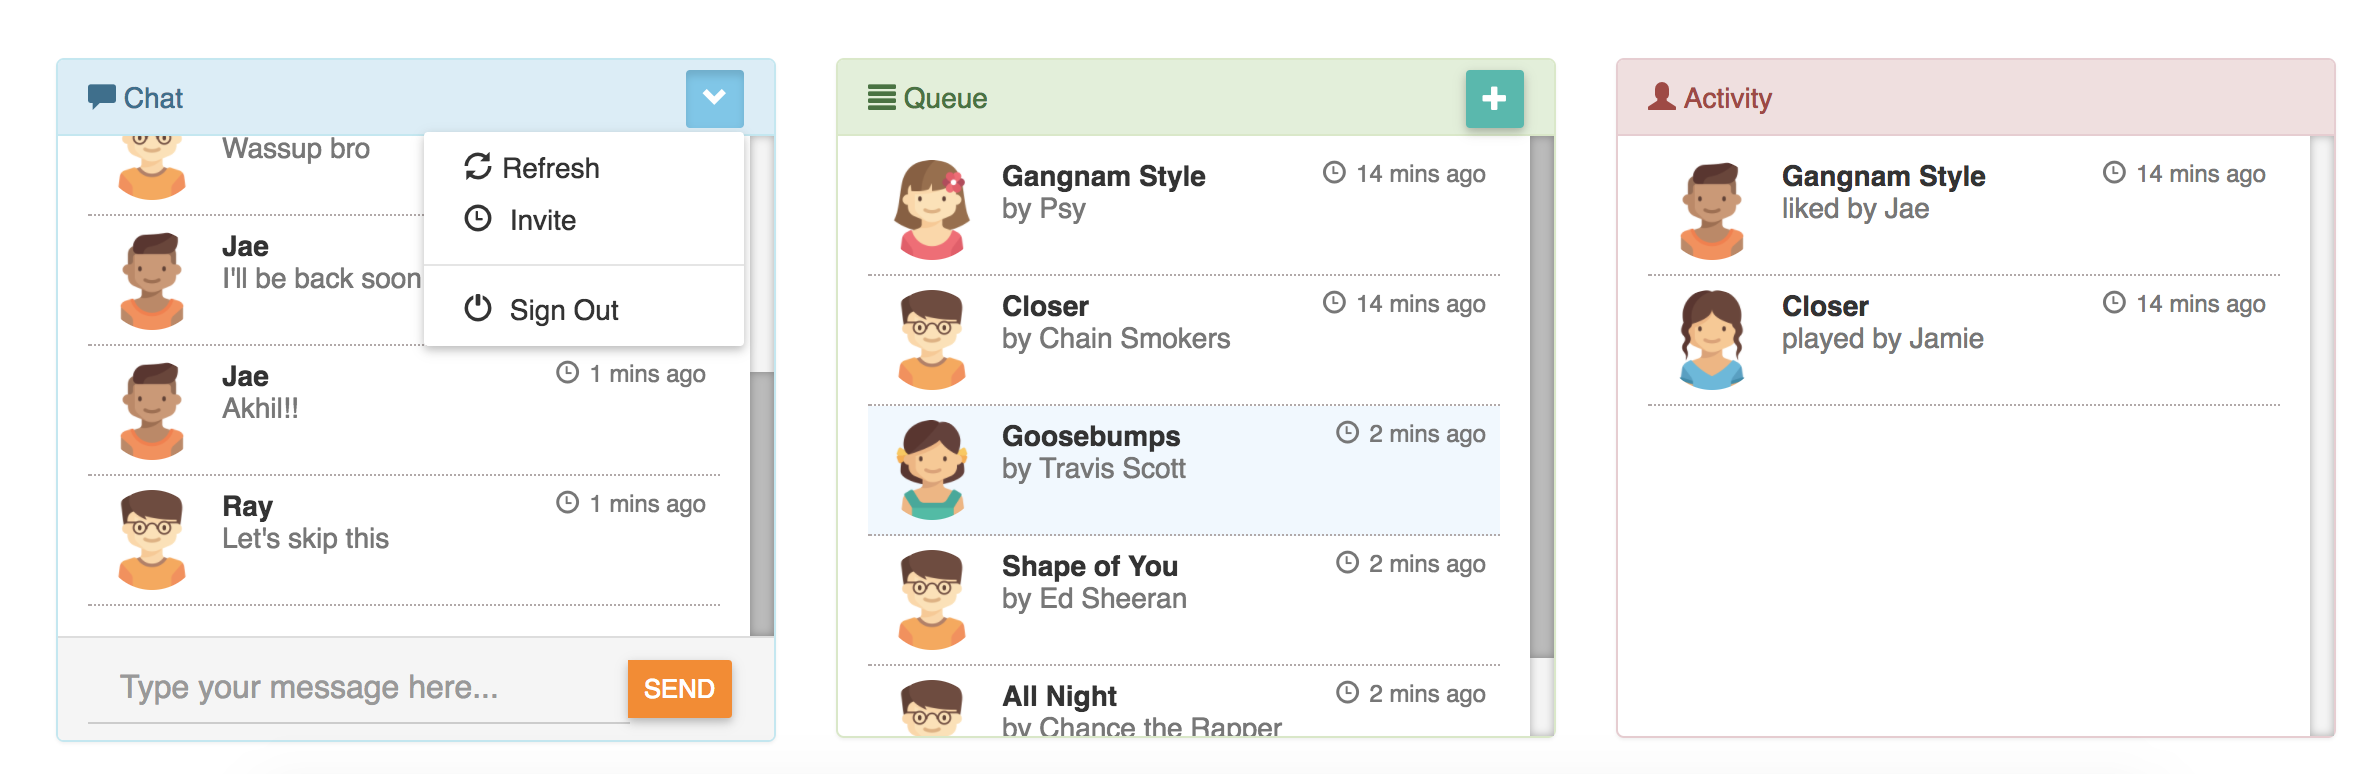 Chat
Wassup bro
Refresh
Invite
Sign Out
Jae
I'll be back soon
Jae
1 mins ago
Akhil!!
Ray
1 mins ago
Let's skip this
Type your message here...
SEND
Queue
Gangnam Style
14 mins ago
by Psy
Closer
14 mins ago
by Chain Smokers
Goosebumps
2 mins ago
by Travis Scott
Shape of You
2 mins ago
by Ed Sheeran
All Night
2 mins ago
by Chance the Rapper
Activity
Gangnam Style
14 mins ago
liked by Jae
Closer
14 mins ago
played by Jamie